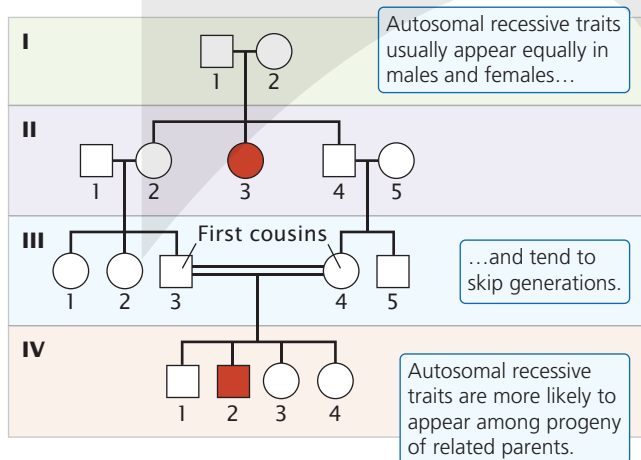 I
1
2
Autosomal recessive traits
usually appear equally in
males and females…
II
1
2
3
4
5
III
First cousins
1
2
3
4
5
…and tend to
skip generations.
IV
1
2
3
4
Autosomal recessive
traits are more likely to
appear among progeny
of related parents.